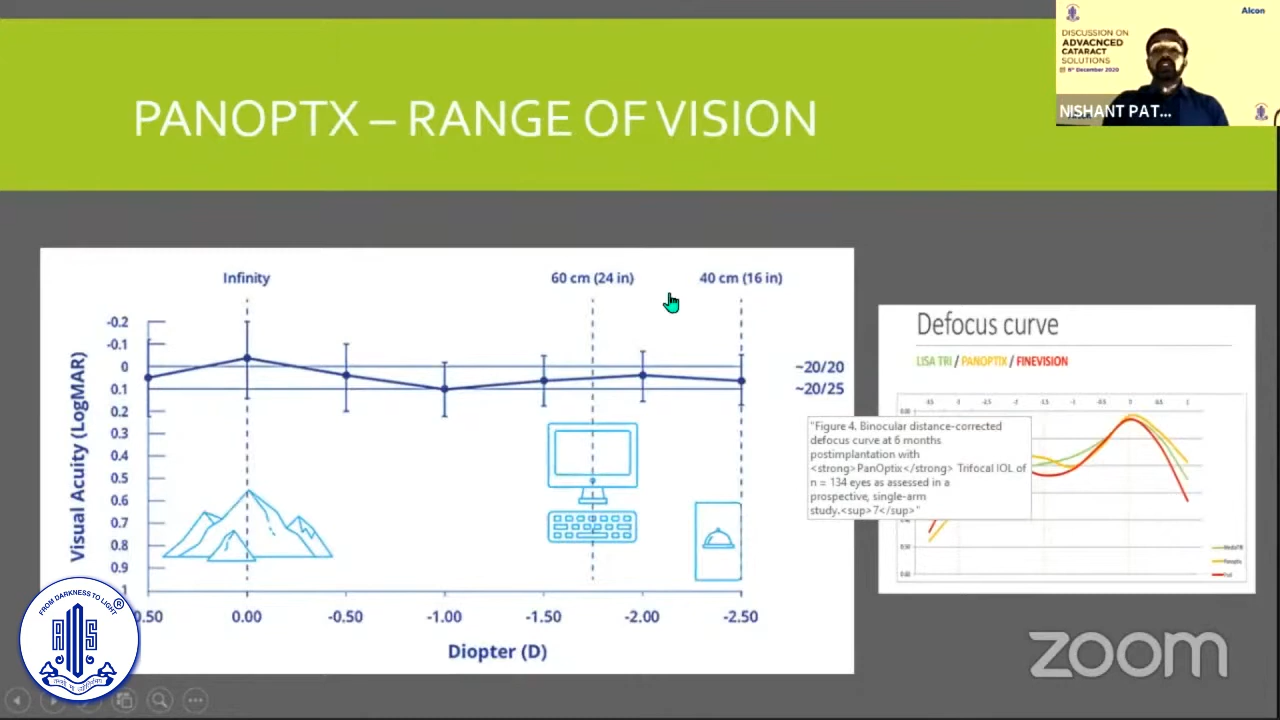 PANOPTX – RANGE OF VISION
Alcon
DISCUSSION ON
ADVACNCED
CATARACT
SOLUTIONS
6th December 2020
NISHANT PAT...
Infinity
60 cm (24 in)
40 cm (16 in)
Visual Acuity (LogMAR)
-0.2
-0.1
0
0.1
0.2
0.3
0.4
0.5
0.6
0.7
0.8
0.9
1
~20/20
~20/25
0.50
0.00
-0.50
-1.00
-1.50
-2.00
-2.50
Diopter (D)
Defocus curve
LISA TRI / PANOPTIX / FINEVISION
"Figure 4. Binocular distance-corrected
defocus curve at 6 months
postimplantation with
<strong>PanOptix</strong> Trifocal IOL of
n = 134 eyes as assessed in a
prospective, single-arm
study.<sup>7</sup>"
FROM DARKNESS TO LIGHT
®
zoom